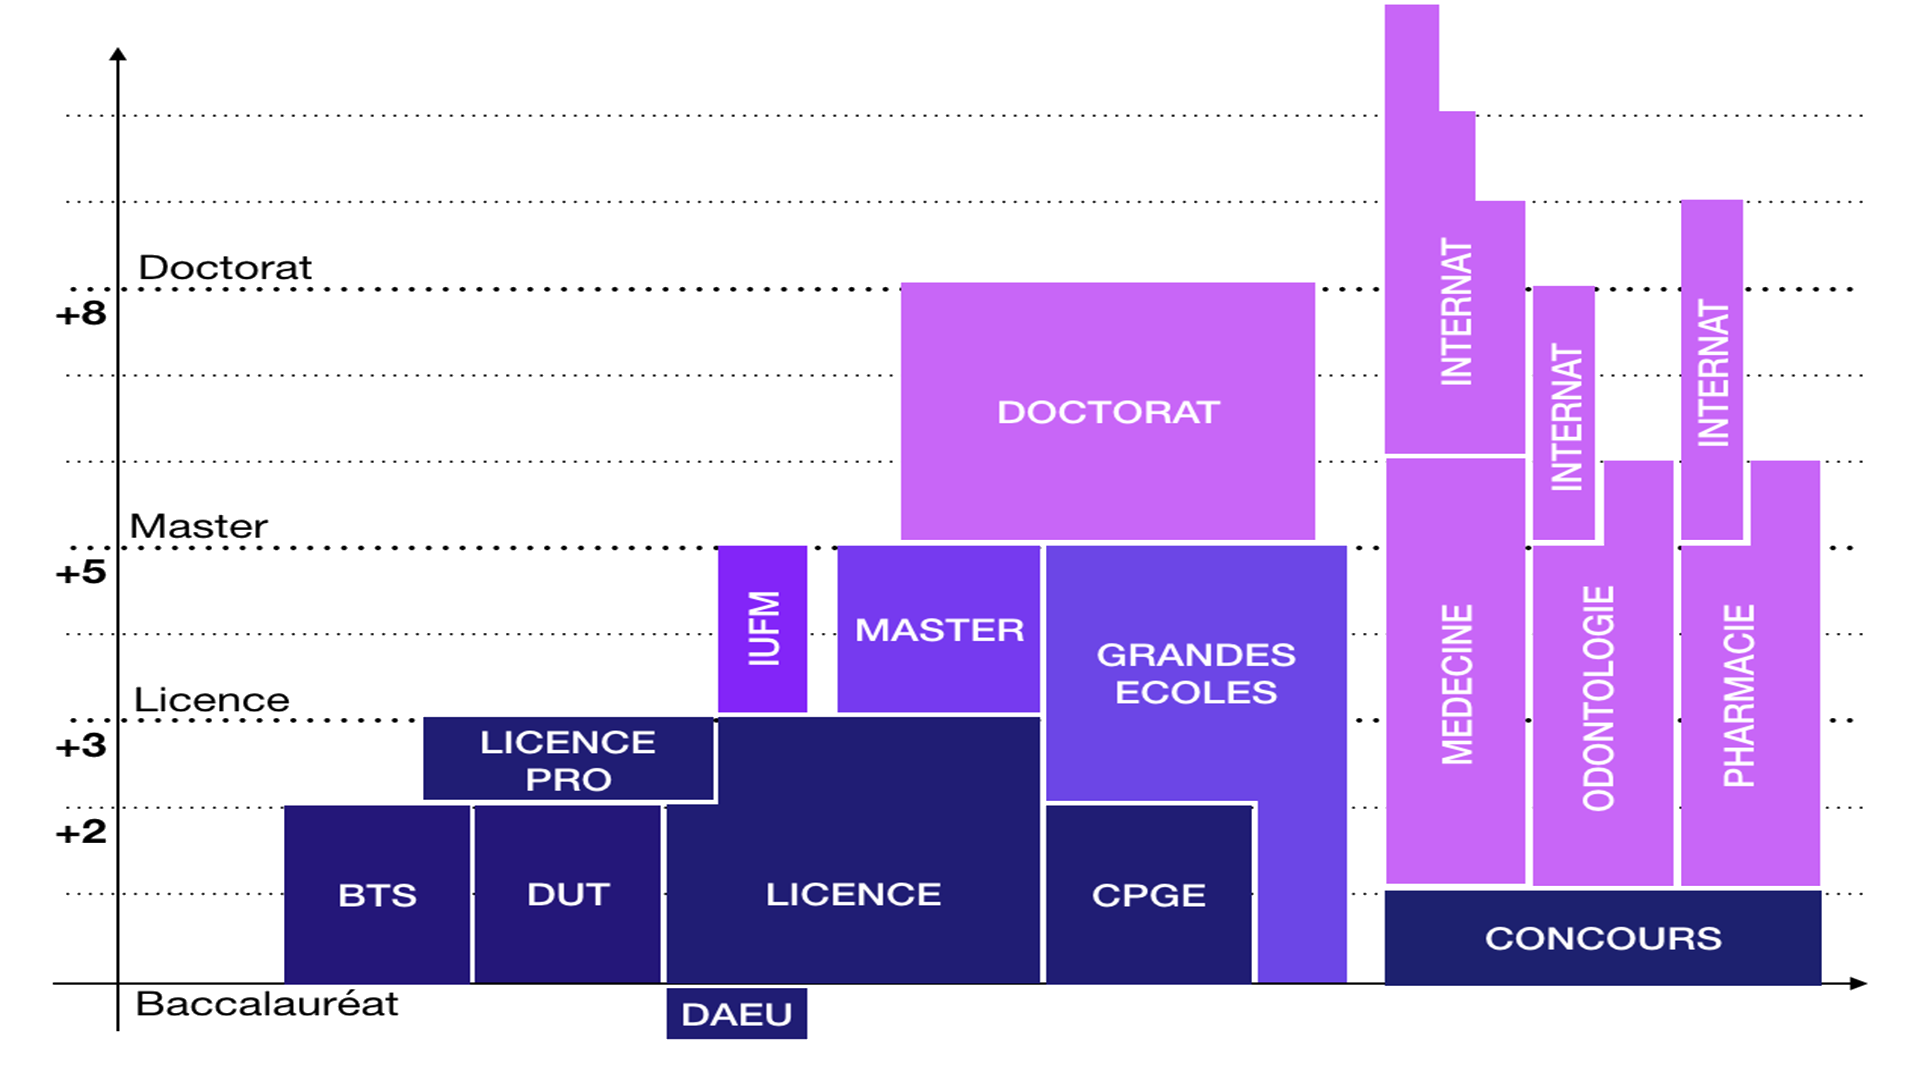 Doctorat
+8
Master
+5
Licence
+3
+2
Baccalauréat
BTS
DUT
LICENCE
PRO
LICENCE
DAEU
IUFM
MASTER
DOCTORAT
GRANDES
ECOLES
CPGE
INTERNAT
MEDECINE
INTERNAT
ODONTOLOGIE
INTERNAT
PHARMACIE
CONCOURS